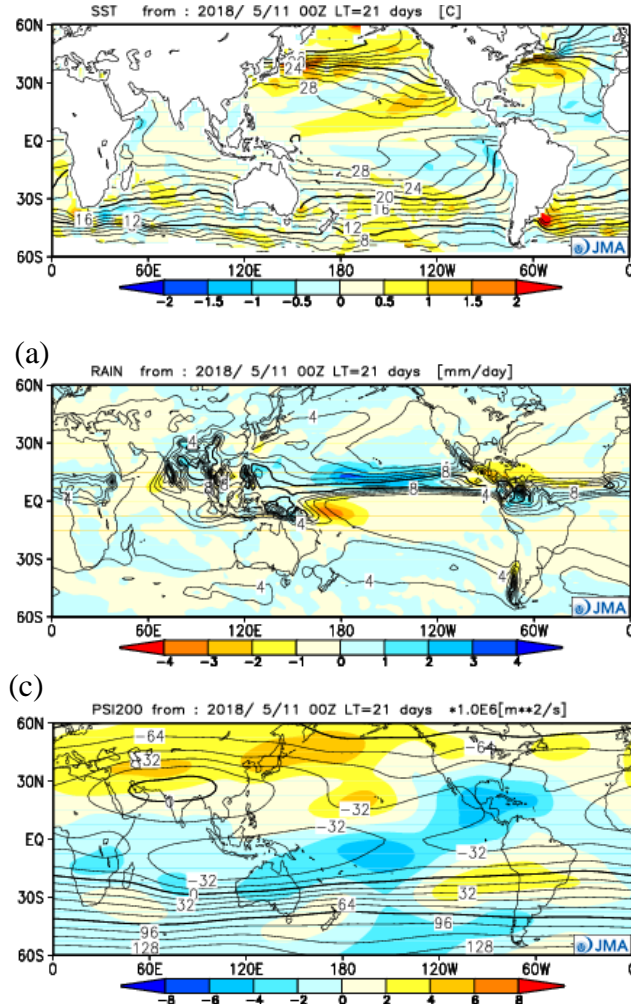 SST from : 2018/ 5/11 00Z LT=21 days [C]
60N
30N
EQ
30S
60S
24
28
28
24
20
16
16
12
12
8
JMA
0 60E 120E 180 120W 60W 0
-2 -1.5 -1 -0.5 0 0.5 1 1.5 2
(a)
RAIN from : 2018/ 5/11 00Z LT=21 days [mm/day]
60N
30N
EQ
30S
60S
4
4
4
8
8
8
4
8
4
4
4
4
JMA
0 60E 120E 180 120W 60W 0
-4 -3 -2 -1 0 1 2 3 4
(c)
PSI200 from : 2018/ 5/11 00Z LT=21 days *1.0E6[m**2/s]
60N
30N
EQ
30S
60S
-64
-64
-32
0
-32
-32
-32
-32
0
32
32
64
96
96
128
128
JMA
0 60E 120E 180 120W 60W 0
-8 -6 -4 -2 0 2 4 6 8